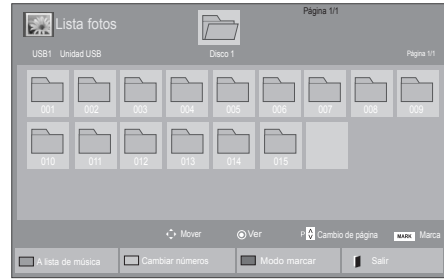 Lista fotos
Página 1/1
USB1 Unidad USB Disco 1 Página 1/1
001 002 003 004 005 006 007 008 009
010 011 012 013 014 015
Mover Ver P Cambio de página MARK Marca
A lista de música Cambiar números Modo marcar Salir